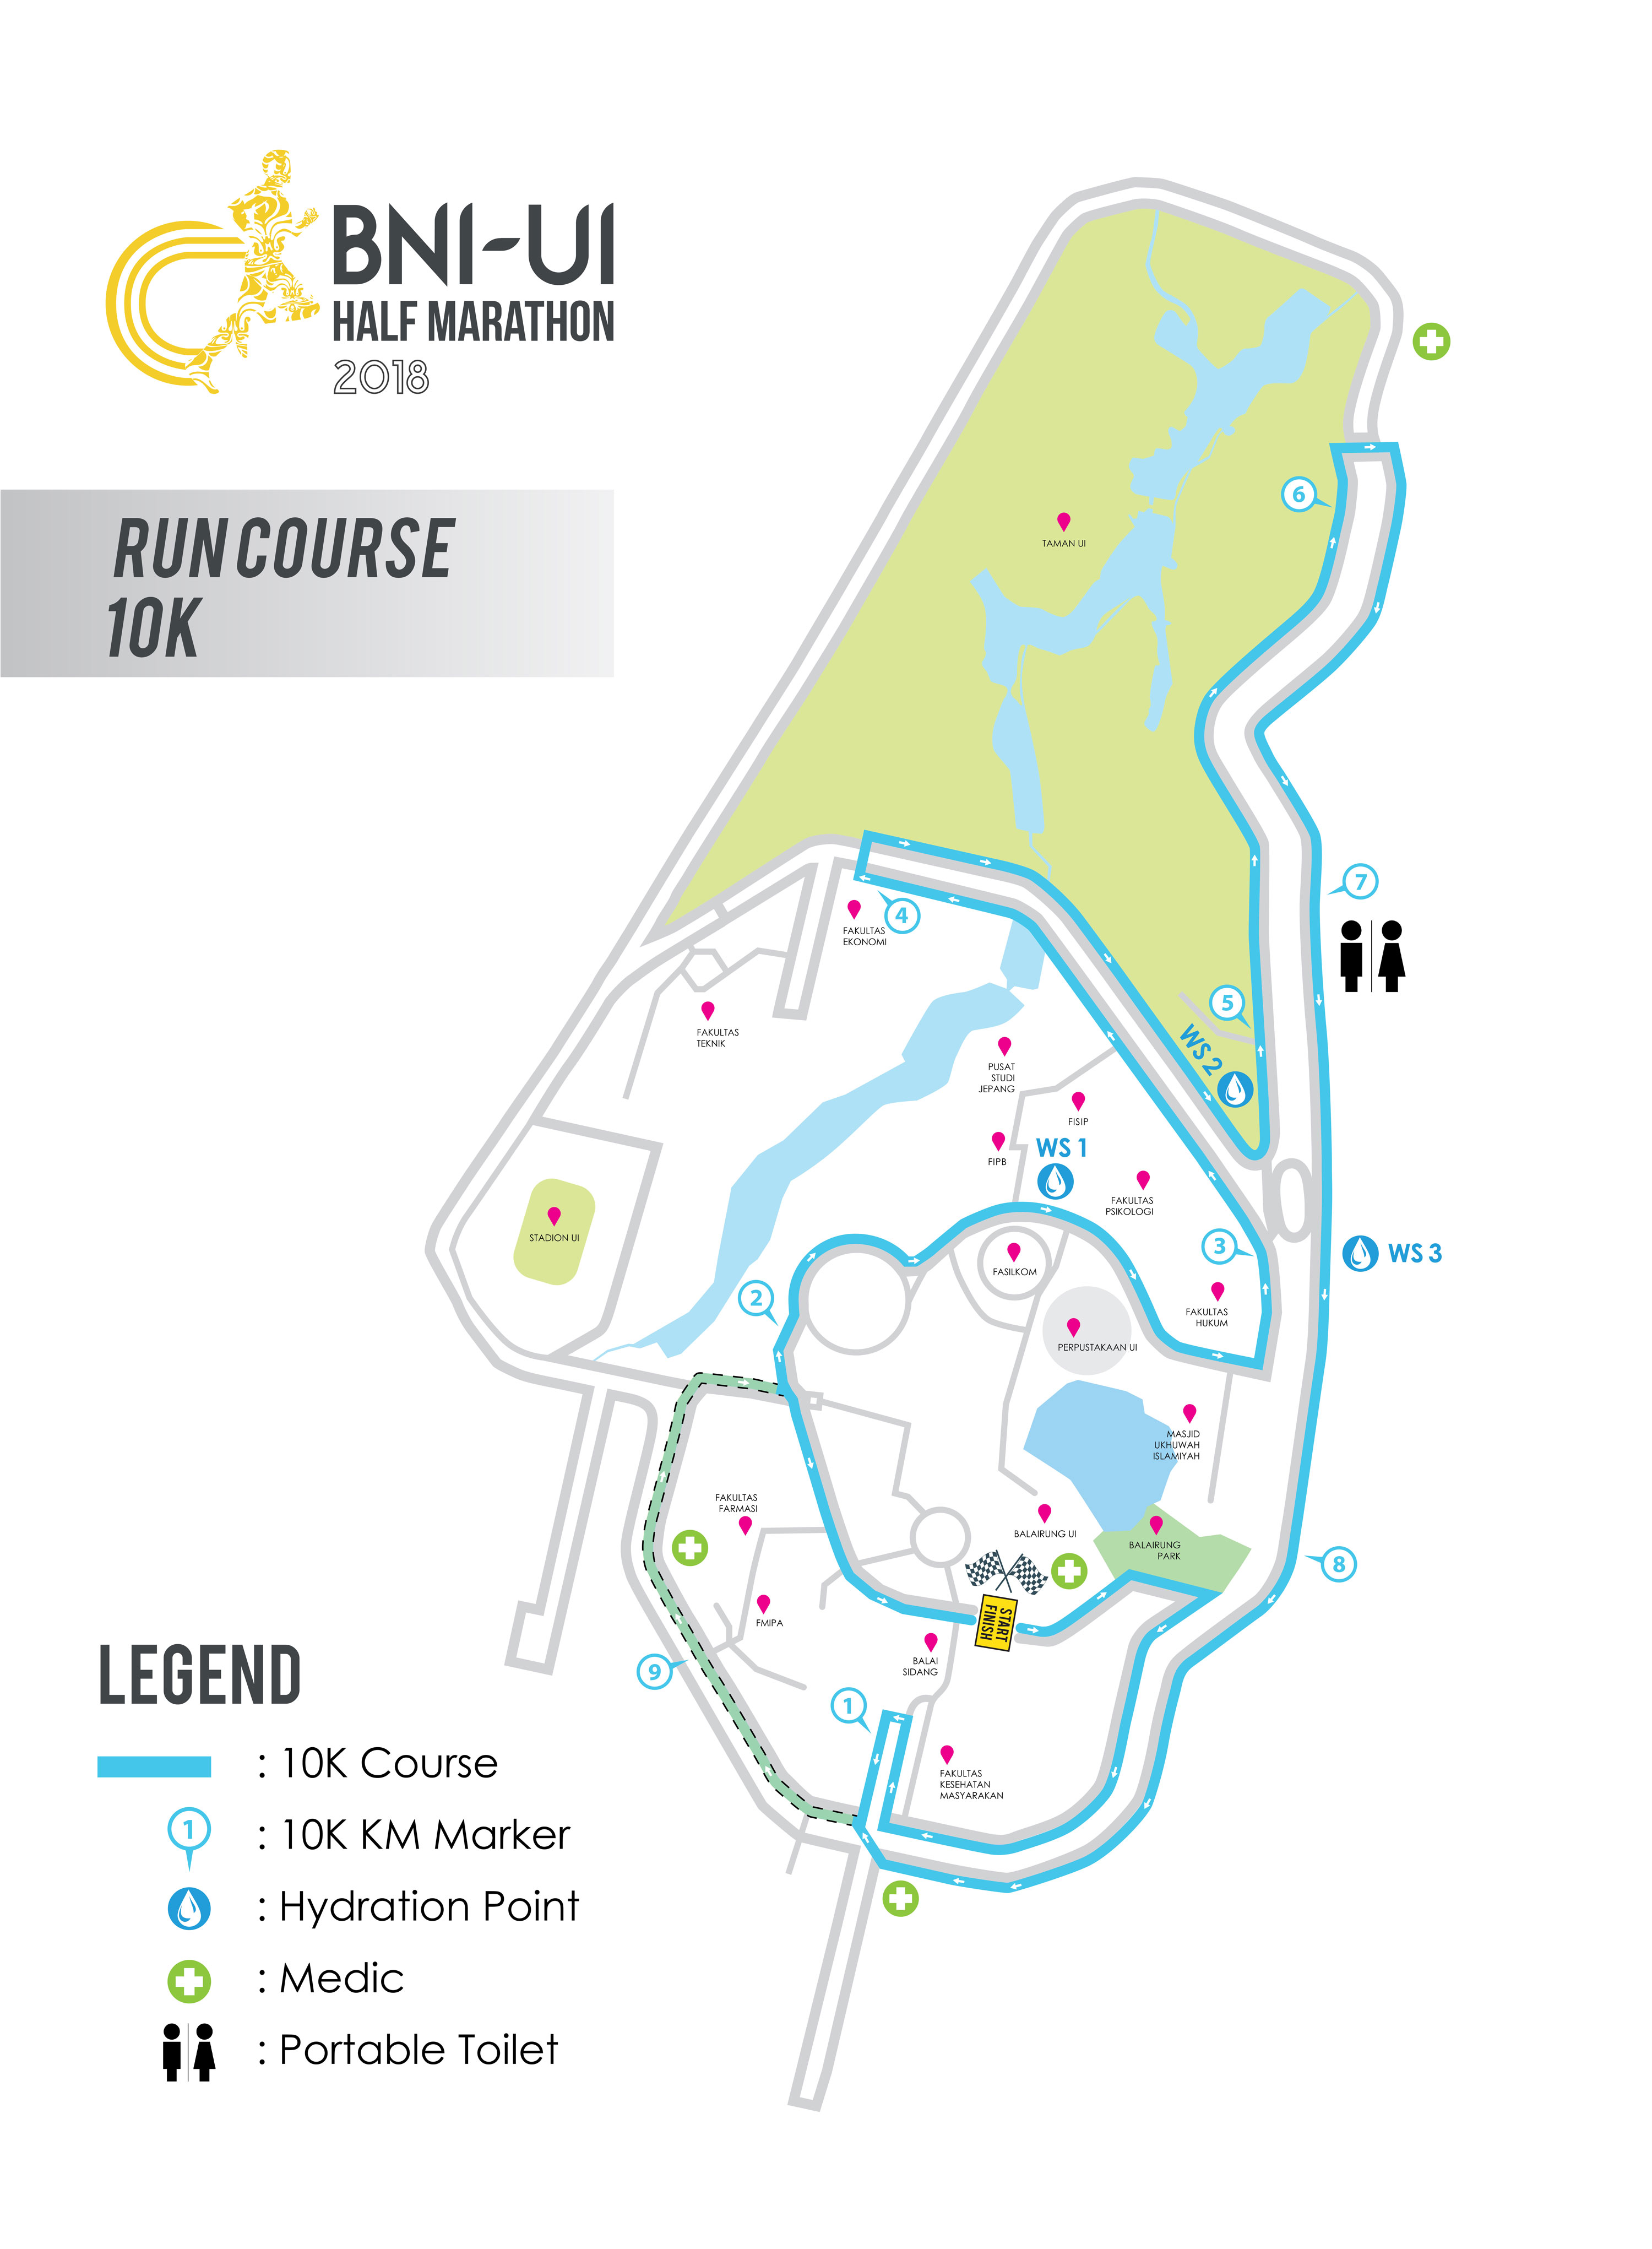 BNI-UI
HALF MARATHON
2018
RUN COURSE
10K
TAMAN UI
6
7
4
FAKULTAS
EKONOMI
5
WS 2
FAKULTAS
TEKNIK
PUSAT
STUDI
JEPANG
FISIP
FIPB
WS 1
FAKULTAS
PSIKOLOGI
STADION UI
3
WS 3
FASILKOM
2
FAKULTAS
HUKUM
PERPUSTAKAAN UI
MASJID
UKHUWAH
ISLAMIYAH
FAKULTAS
FARMASI
BALAIRUNG UI
BALAIRUNG
PARK
8
START
FINISH
FMIPA
BALAI
SIDANG
9
1
FAKULTAS
KESEHATAN
MASYARAKAN
LEGEND
: 10K Course
1 : 10K KM Marker
: Hydration Point
: Medic
: Portable Toilet